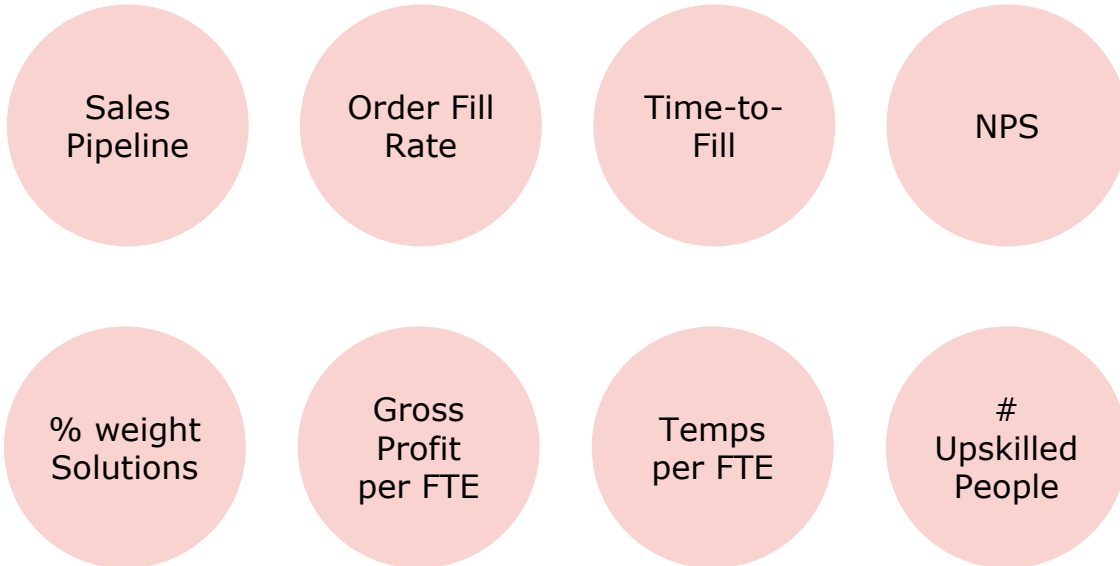 Sales
Pipeline
Order Fill
Rate
Time-to-
Fill
NPS
% weight
Solutions
Gross
Profit
per FTE
Temps
per FTE
#
Upskilled
People